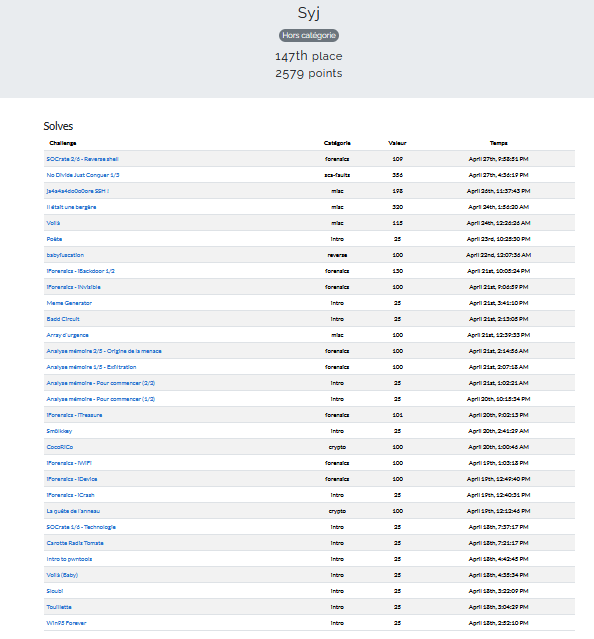 Syj
Hors catégorie
147th place
2579 points
Solves
Challenge Catégorie Valeur Temps
SOCrate 2/6 - Reverse shell forensics 109 April 27th, 9:58:51 PM
No Divide Just Conquer 1/3 sca-faults 356 April 27th, 4:36:19 PM
Ja4a4a4do0o0ore SSH ! misc 198 April 26th, 11:37:43 PM
Il était une bergère misc 320 April 24th, 1:56:20 AM
Voilà misc 115 April 24th, 12:26:26 AM
Poète intro 25 April 23rd, 10:25:30 PM
babyfuscation reverse 100 April 22nd, 12:07:36 AM
iForensics - iBackdoor 1/2 forensics 130 April 21st, 10:05:24 PM
iForensics - iNvisible forensics 100 April 21st, 9:06:59 PM
Meme Generator intro 25 April 21st, 3:41:10 PM
Badd Circuit intro 25 April 21st, 2:13:05 PM
Array d'urgence misc 100 April 21st, 12:39:33 PM
Analyse mémoire 2/5 - Origine de la menace forensics 100 April 21st, 2:14:56 AM
Analyse mémoire 1/5 - Exfiltration forensics 100 April 21st, 2:07:18 AM
Analyse mémoire - Pour commencer (2/2) intro 25 April 21st, 1:02:21 AM
Analyse mémoire - Pour commencer (1/2) intro 25 April 20th, 10:15:34 PM
iForensics - iTreasure forensics 101 April 20th, 9:02:13 PM
Smölkkey intro 25 April 20th, 2:41:29 AM
CocoRiCo crypto 100 April 20th, 1:00:46 AM
iForensics - iWiFi forensics 100 April 19th, 1:03:18 PM
iForensics - iDevice forensics 100 April 19th, 12:49:40 PM
iForensics - iCrash intro 25 April 19th, 12:40:31 PM
La quête de l'anneau crypto 100 April 19th, 12:12:46 PM
SOCrate 1/6 - Technologie intro 25 April 18th, 7:37:17 PM
Carotte Radis Tomate intro 25 April 18th, 7:21:17 PM
Intro to pwntools intro 25 April 18th, 4:42:45 PM
Voilà (Baby) intro 25 April 18th, 4:35:34 PM
Sloubi intro 25 April 18th, 3:22:09 PM
Touillette intro 25 April 18th, 3:04:29 PM
Win95 Forever intro 25 April 18th, 2:52:10 PM